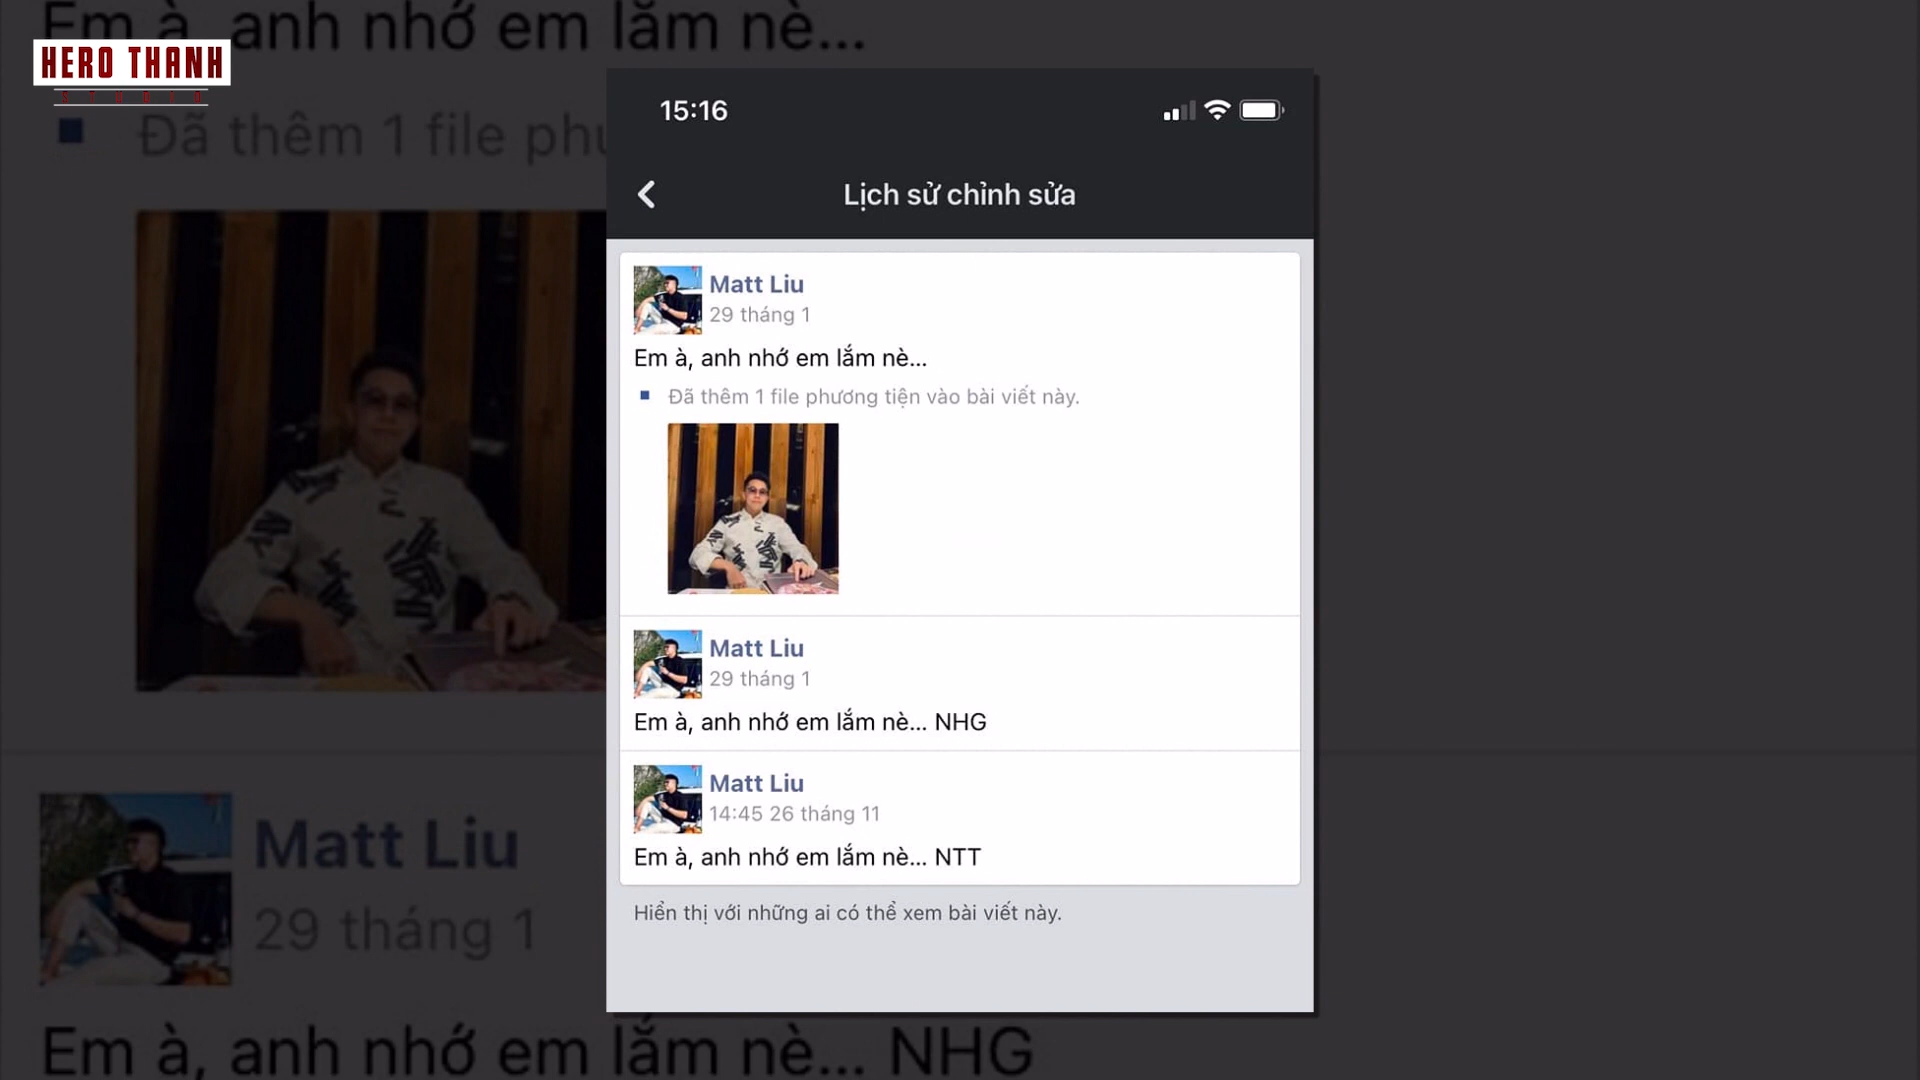 Em à, anh nhớ em lắm nè...
HERO THANH
STUDIO
Đã thêm 1 file phư
15:16
Lịch sử chỉnh sửa
Matt Liu
29 tháng 1
Em à, anh nhớ em lắm nè...
Đã thêm 1 file phương tiện vào bài viết này.
Matt Liu
29 tháng 1
Em à, anh nhớ em lắm nè... NHG
Matt Liu
14:45 26 tháng 11
Em à, anh nhớ em lắm nè... NTT
Hiển thị với những ai có thể xem bài viết này.
Matt Liu
29 tháng 1
Em à, anh nhớ em lắm nè... NHG